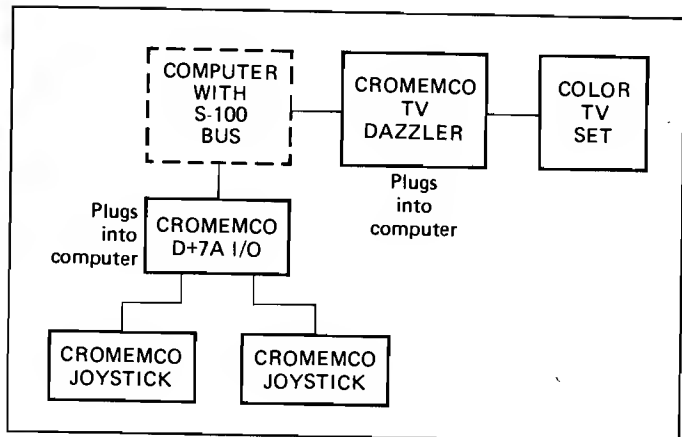 COMPUTER
WITH
S-100
BUS
CROMEMCO
TV
DAZZLER
COLOR
TV
SET
Plugs
into
computer
Plugs
into
computer
CROMEMCO
D+7A I/O
CROMEMCO
JOYSTICK
CROMEMCO
JOYSTICK